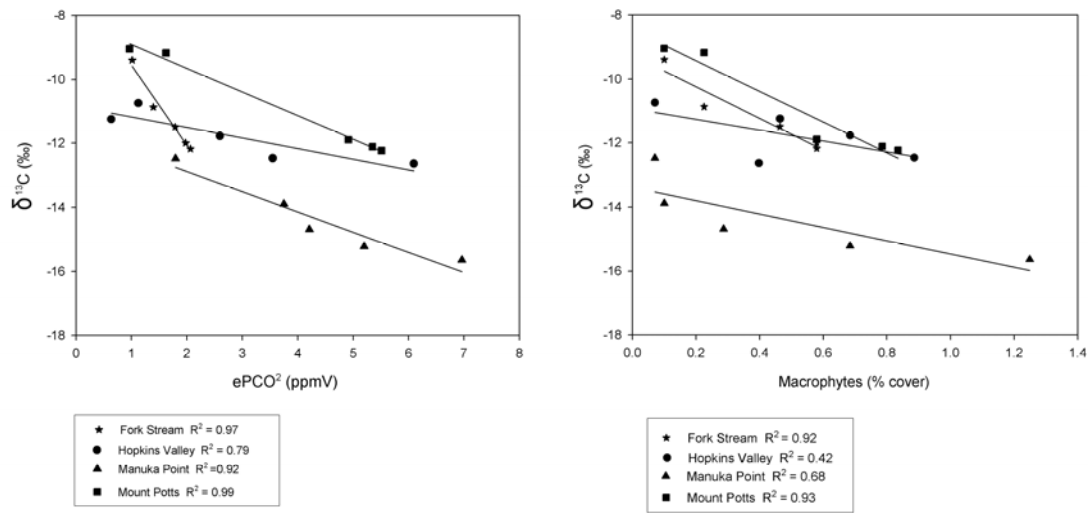 -8
-10
-12
-14
-16
-18
δ13C (‰)
0 1 2 3 4 5 6 7 8
ePCO² (ppmV)
★ Fork Stream R² = 0.97
● Hopkins Valley R² = 0.79
▲ Manuka Point R² =0.92
■ Mount Potts R² = 0.99
-8
-10
-12
-14
-16
-18
δ13C (‰)
0.0 0.2 0.4 0.6 0.8 1.0 1.2 1.4
Macrophytes (% cover)
★ Fork Stream R² = 0.92
● Hopkins Valley R² = 0.42
▲ Manuka Point R² = 0.68
■ Mount Potts R² = 0.93